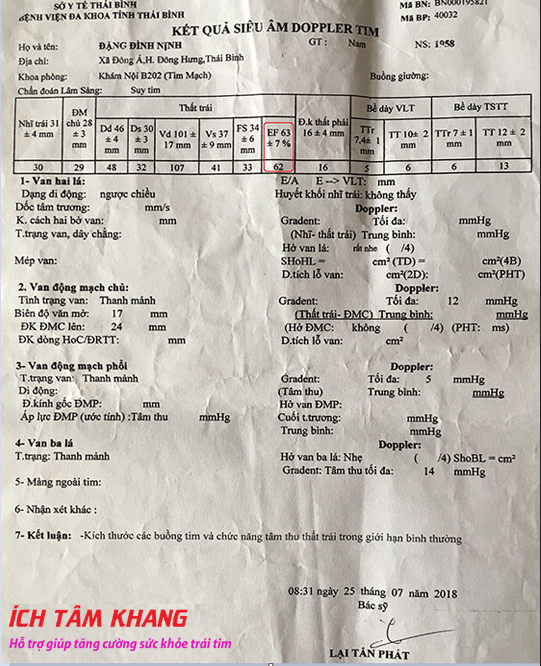 SỞ Y TẾ THÁI BÌNH
BỆNH VIỆN ĐA KHOA TỈNH THÁI BÌNH
Mã BN: BN000195821
Mã BP: 40032
KẾT QUẢ SIÊU ÂM DOPPLER TIM
Họ và tên: ĐẶNG ĐÌNH NỊNH GT: Nam NS: 1958
Địa chỉ: Xã Đông Á,H. Đông Hưng,Thái Bình
Khoa phòng: Khám Nội B202 (Tim Mạch) Buồng giường:
Chẩn đoán Lâm Sàng: Suy tim
Nhĩ trái 31 ± 4 mm
ĐM chủ 28 ± 3 mm
Thất trái
Dd 46 ± 4 mm
Ds 30 ± 3 mm
Vd 101 ± 17 mm
Vs 37 ± 9 mm
FS 34 ± 6 mm
EF 63 ± 7 %
Đ.k thất phải 16 ± 4 mm
Bề dày VLT
TTr 7,4± 1 mm
TT 10± 2 mm
Bề dày TSTT
TTr 7 ± 1 mm
TT 12 ± 2 mm
30 29 48 32 107 41 33 62 16 5 6 6 13
1- Van hai lá: E/A E --> VLT: mm
Dạng di động: ngược chiều Huyết khối nhĩ trái: không thấy
Dốc tâm trương: mm/s Doppler:
K. cách hai bờ van: mm Gradent: Tối đa: mmHg
T.trạng van, dây chằng: (Nhĩ- thất trái) Trung bình: mmHg
Hở van lá: rất nhẹ ( /4)
Mép van: SHoHL = cm² (TD) = cm²(4B)
D.tích lỗ van: cm²(2D): cm²(PHT)
2. Van động mạch chủ: Doppler:
Tình trạng van: Thanh mảnh Gradent: Tối đa: 12 mmHg
Biên độ văn mở: 17 mm (Thất trái- ĐMC) Trung bình: mmHg
ĐK ĐMC lên: 24 mm (Hở ĐMC: không ( /4) (PHT: ms)
ĐK dòng HoC/ĐRTT: mm D.tích lỗ van: cm²
3- Van động mạch phổi Doppler:
T.trạng van: Thanh mảnh Gradent: Tối đa: 5 mmHg
Di động: (Tâm thu) Trung bình: mmHg
Đ.kính gốc ĐMP: mm Hở van ĐMP:
Áp lực ĐMP (ước tính) :Tâm thu mmHg Cuối t.trương: mmHg
Trung bình: mmHg
4- Van ba lá Doppler:
T.trạng: Thanh mảnh Hở van ba lá: Nhẹ ( /4) ShoBL = cm²
Gradent: Tâm thu tối đa: 14 mmHg
5- Màng ngoài tim:
6- Nhận xét khác :
7- Kết luận: -Kích thước các buồng tim và chức năng tâm thu thất trái trong giới hạn bình thường
08:31 ngày 25 tháng 07 năm 2018
Bác sỹ
LẠI TẤN PHÁT
ÍCH TÂM KHANG
Hỗ trợ giúp tăng cường sức khỏe trái tim